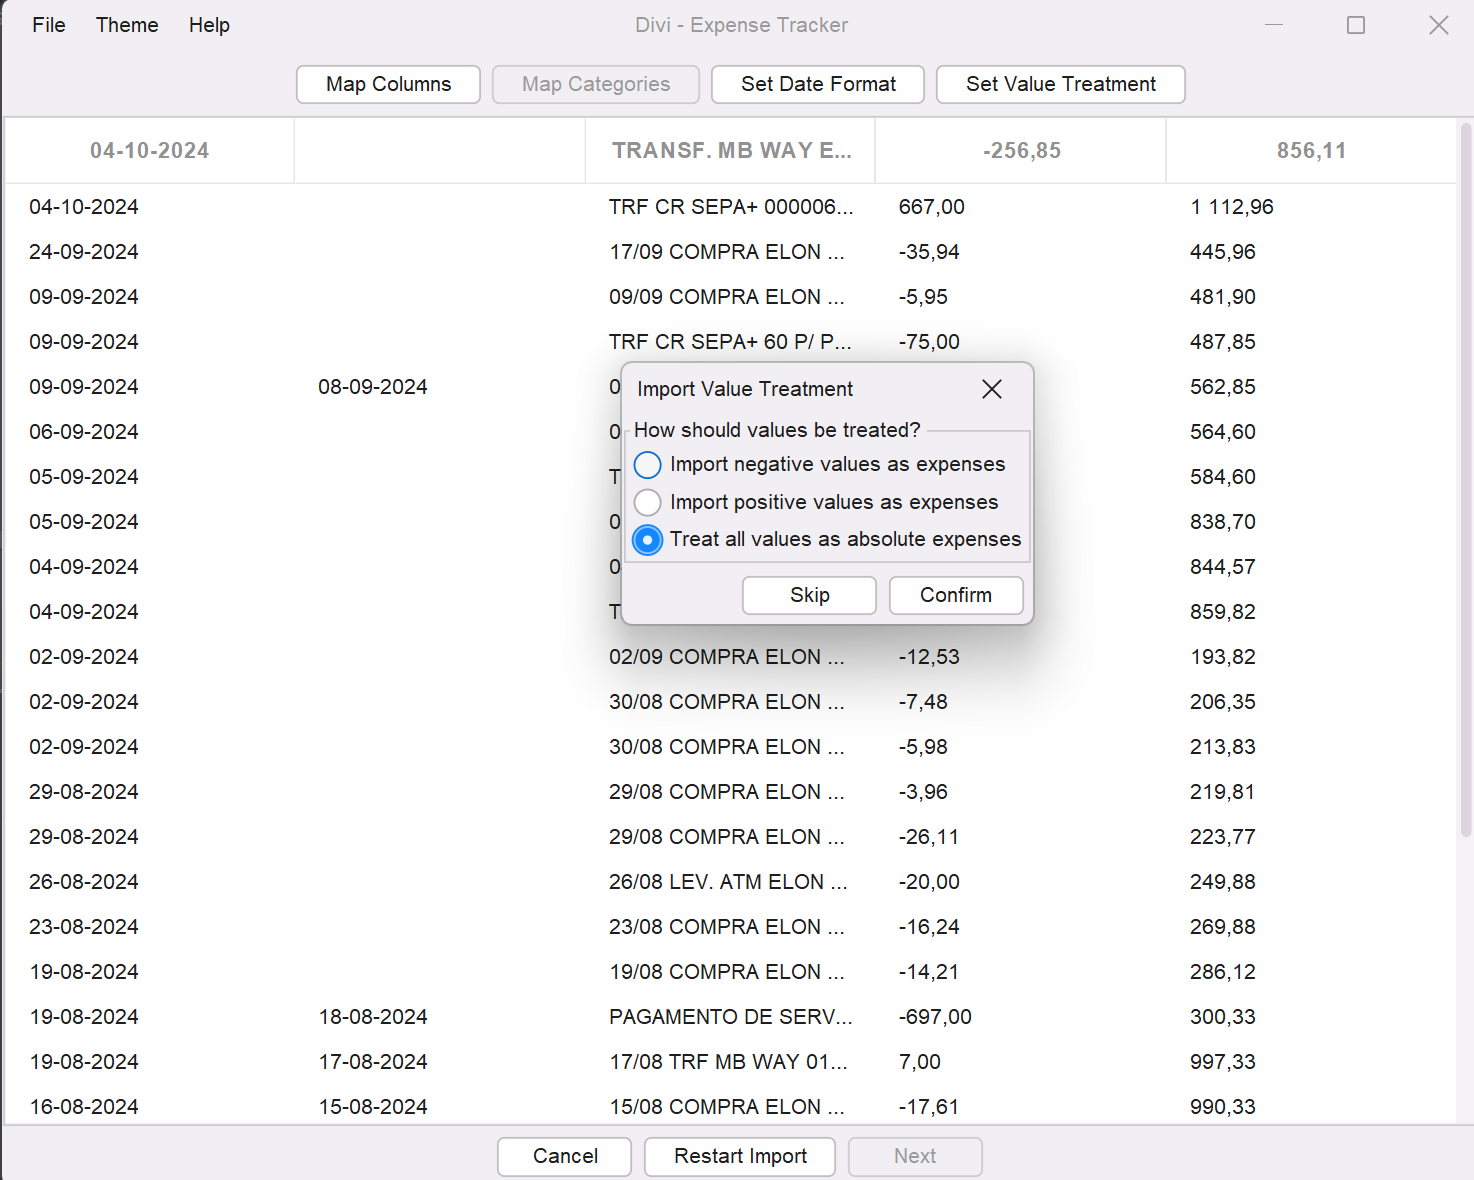 File Theme Help Divi - Expense Tracker
Map Columns Map Categories Set Date Format Set Value Treatment
04-10-2024 TRANSF. MB WAY E... -256,85 856,11
04-10-2024 TRF CR SEPA+ 000006... 667,00 1 112,96
24-09-2024 17/09 COMPRA ELON ... -35,94 445,96
09-09-2024 09/09 COMPRA ELON ... -5,95 481,90
09-09-2024 TRF CR SEPA+ 60 P/ P... -75,00 487,85
09-09-2024 08-09-2024 0 562,85
06-09-2024 0 564,60
05-09-2024 T 584,60
05-09-2024 0 838,70
04-09-2024 0 844,57
04-09-2024 T 859,82
Import Value Treatment
How should values be treated?
Import negative values as expenses
Import positive values as expenses
Treat all values as absolute expenses
Skip Confirm
02-09-2024 02/09 COMPRA ELON ... -12,53 193,82
02-09-2024 30/08 COMPRA ELON ... -7,48 206,35
02-09-2024 30/08 COMPRA ELON ... -5,98 213,83
29-08-2024 29/08 COMPRA ELON ... -3,96 219,81
29-08-2024 29/08 COMPRA ELON ... -26,11 223,77
26-08-2024 26/08 LEV. ATM ELON ... -20,00 249,88
23-08-2024 23/08 COMPRA ELON ... -16,24 269,88
19-08-2024 19/08 COMPRA ELON ... -14,21 286,12
19-08-2024 18-08-2024 PAGAMENTO DE SERV... -697,00 300,33
19-08-2024 17-08-2024 17/08 TRF MB WAY 01... 7,00 997,33
16-08-2024 15-08-2024 15/08 COMPRA ELON ... -17,61 990,33
Cancel Restart Import Next